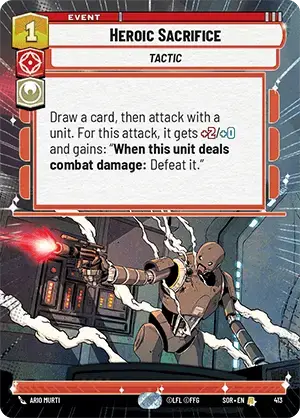 EVENT
1
HEROIC SACRIFICE
TACTIC
Draw a card, then attack with a
unit. For this attack, it gets +2/+0
and gains: “When this unit deals
combat damage: Defeat it.”
ARIO MURTI
©LFL ©FFG
SOR • EN
413